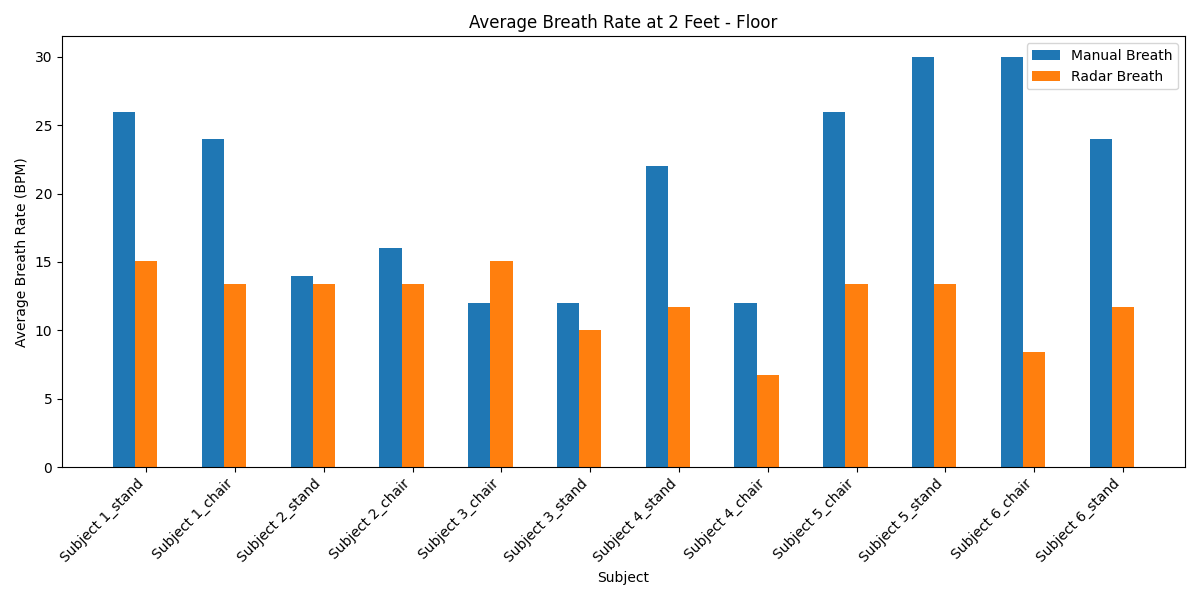 Average Breath Rate at 2 Feet - Floor
Manual Breath
Radar Breath
Average Breath Rate (BPM)
30
25
20
15
10
5
0
Subject 1_stand
Subject 1_chair
Subject 2_stand
Subject 2_chair
Subject 3_chair
Subject 3_stand
Subject 4_stand
Subject 4_chair
Subject 5_chair
Subject 5_stand
Subject 6_chair
Subject 6_stand
Subject